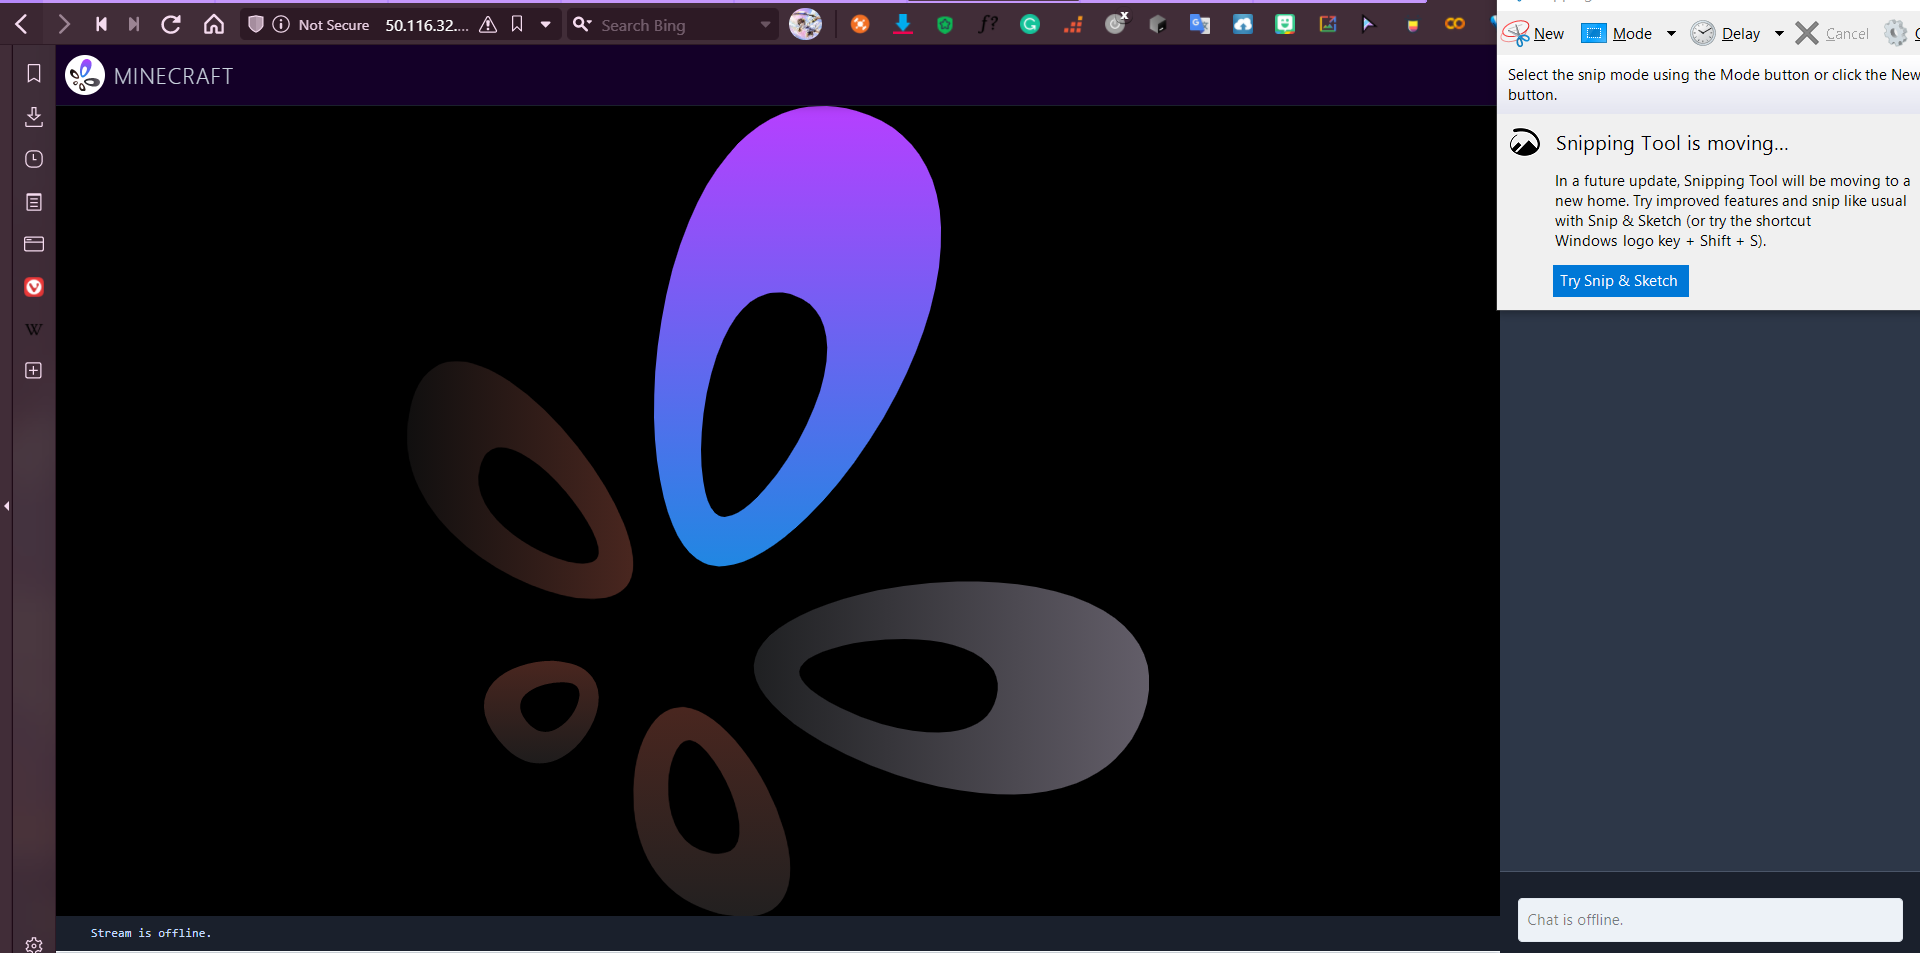 Not Secure
50.116.32....
Search Bing
f?
x
New
Mode
Delay
Cancel
Select the snip mode using the Mode button or click the New
button.
MINECRAFT
Snipping Tool is moving...
In a future update, Snipping Tool will be moving to a
new home. Try improved features and snip like usual
with Snip & Sketch (or try the shortcut
Windows logo key + Shift + S).
Try Snip & Sketch
W
Chat is offline.
Stream is offline.